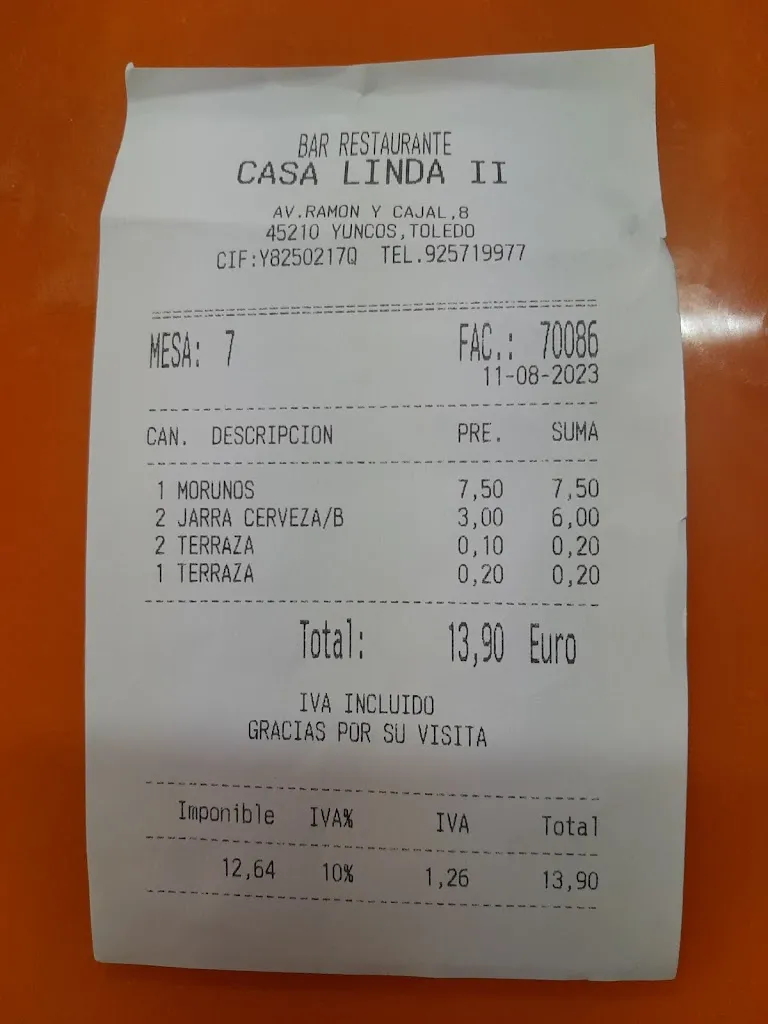 BAR RESTAURANTE
CASA LINDA II
AV.RAMON Y CAJAL,8
45210 YUNCOS,TOLEDO
CIF:Y8250217Q TEL.925719977
MESA: 7 FAC.: 70086
11-08-2023
CAN. DESCRIPCION PRE. SUMA
1 MORUNOS 7,50 7,50
2 JARRA CERVEZA/B 3,00 6,00
2 TERRAZA 0,10 0,20
1 TERRAZA 0,20 0,20
Total: 13,90 Euro
IVA INCLUIDO
GRACIAS POR SU VISITA
Imponible IVA% IVA Total
12,64 10% 1,26 13,90